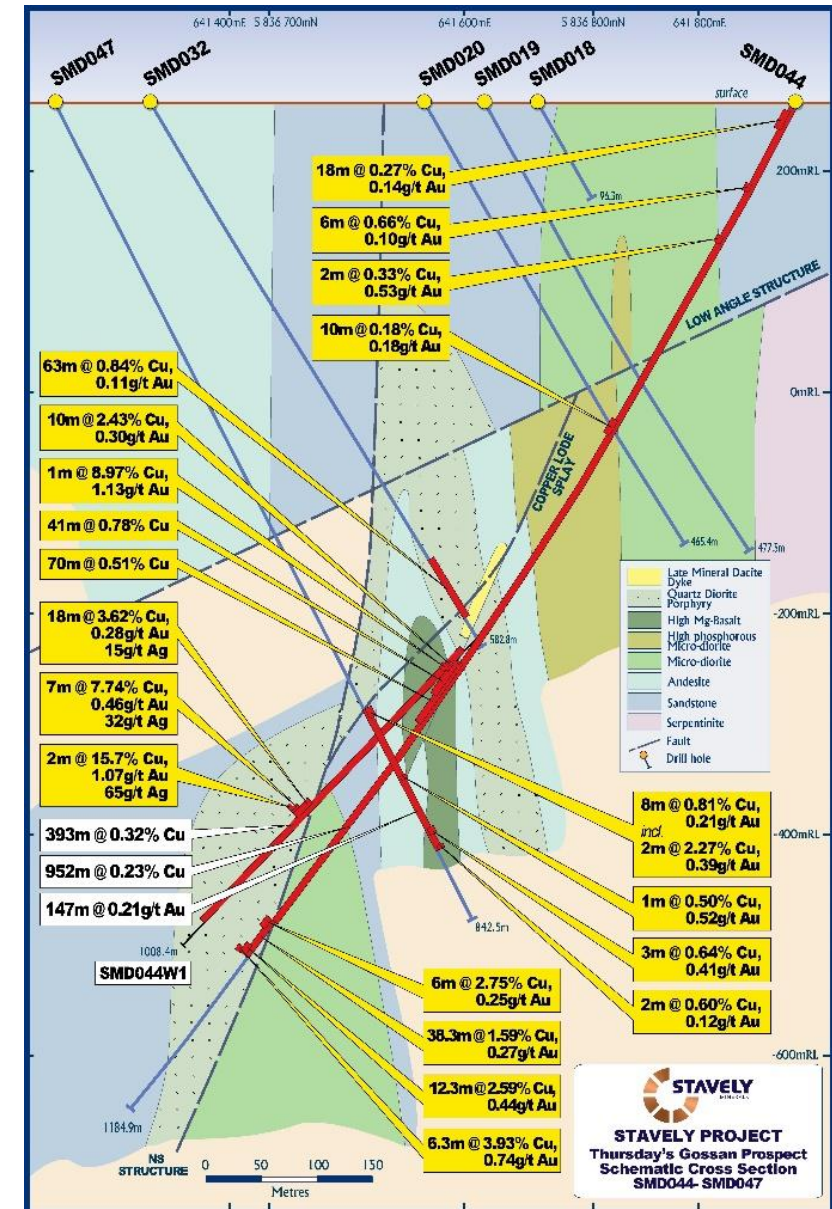 641 400mE 5 836 700mN 641 600mE 5 836 800mN 641 800mE
SMD047
SMD032
SMD020
SMD019
SMD018
SMD044
surface
18m @ 0.27% Cu,
0.14g/t Au
200mRL
96.3m
6m @ 0.66% Cu,
0.10g/t Au
2m @ 0.33% Cu,
0.53g/t Au
LOW ANGLE STRUCTURE
10m @ 0.18% Cu,
0.18g/t Au
63m @ 0.84% Cu,
0.11g/t Au
0mRL
10m @ 2.43% Cu,
0.30g/t Au
1m @ 8.97% Cu,
1.13g/t Au
COPPER LODE
SPLAY
41m @ 0.78% Cu
465.4m
477.5m
70m @ 0.51% Cu
Late Mineral Dacite
Dyke
Quartz Diorite
Porphyry
High Mg-Basalt
High phosphorous
Micro-diorite
Micro-diorite
Andesite
Sandstone
Serpentinite
Fault
Drill hole
-200mRL
582.8m
18m @ 3.62% Cu,
0.28g/t Au
15g/t Ag
7m @ 7.74% Cu,
0.46g/t Au
32g/t Ag
2m @ 15.7% Cu,
1.07g/t Au
65g/t Ag
393m @ 0.32% Cu
952m @ 0.23% Cu
147m @ 0.21g/t Au
8m @ 0.81% Cu,
0.21g/t Au
incl.
2m @ 2.27% Cu,
0.39g/t Au
-400mRL
1m @ 0.50% Cu,
0.52g/t Au
3m @ 0.64% Cu,
0.41g/t Au
2m @ 0.60% Cu,
0.12g/t Au
842.5m
1008.4m
SMD044W1
6m @ 2.75% Cu,
0.25g/t Au
38.3m @ 1.59% Cu,
0.27g/t Au
12.3m @ 2.59% Cu,
0.44g/t Au
6.3m @ 3.93% Cu,
0.74g/t Au
-600mRL
1184.9m
NS
STRUCTURE
0 50 100 150
Metres
STAVELY
MINERALS
STAVELY PROJECT
Thursday's Gossan Prospect
Schematic Cross Section
SMD044- SMD047